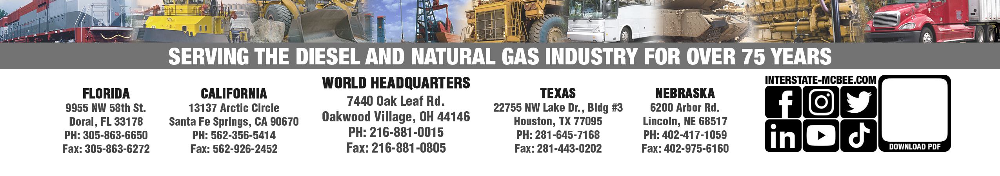 SERVING THE DIESEL AND NATURAL GAS INDUSTRY FOR OVER 75 YEARS
FLORIDA
9955 NW 58th St.
Doral, FL 33178
PH: 305-863-6650
Fax: 305-863-6272
CALIFORNIA
13137 Arctic Circle
Santa Fe Springs, CA 90670
PH: 562-356-5414
Fax: 562-926-2452
WORLD HEADQUARTERS
7440 Oak Leaf Rd.
Oakwood Village, OH 44146
PH: 216-881-0015
Fax: 216-881-0805
TEXAS
22755 NW Lake Dr., Bldg #3
Houston, TX 77095
PH: 281-645-7168
Fax: 281-443-0202
NEBRASKA
6200 Arbor Rd.
Lincoln, NE 68517
PH: 402-417-1059
Fax: 402-975-6160
INTERSTATE-MCBEE.COM
in
DOWNLOAD PDF